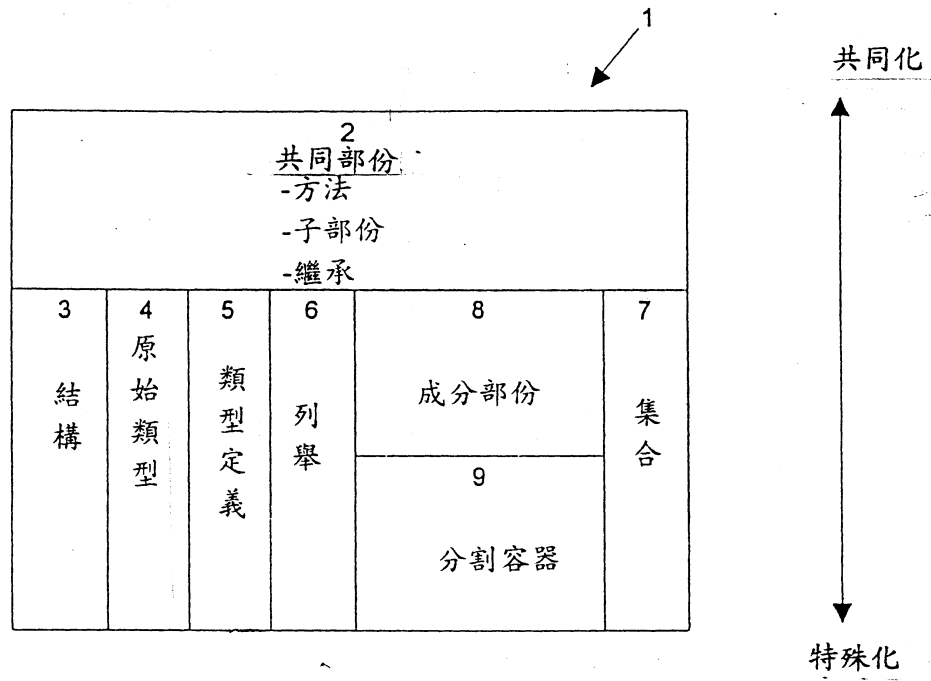 1
共同化
2
共同部份
-方法
-子部份
-繼承
3
結構
4
原始類型
5
類型定義
6
列舉
8
成分部份
9
分割容器
7
集合
特殊化